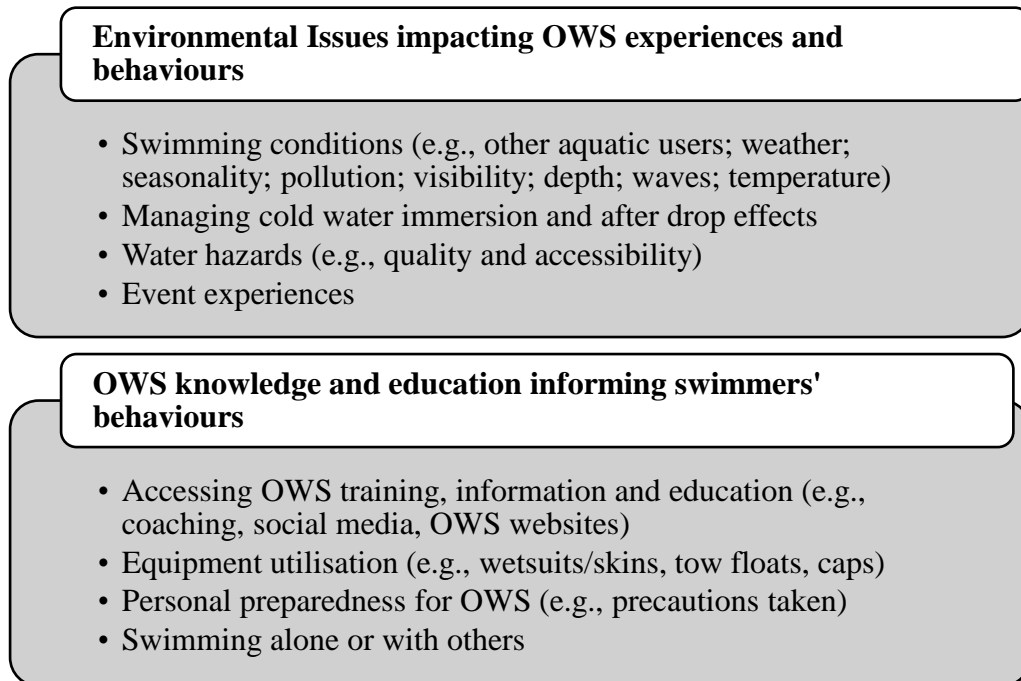 Environmental Issues impacting OWS experiences and
behaviours
• Swimming conditions (e.g., other aquatic users; weather;
seasonality; pollution; visibility; depth; waves; temperature)
• Managing cold water immersion and after drop effects
• Water hazards (e.g., quality and accessibility)
• Event experiences
OWS knowledge and education informing swimmers'
behaviours
• Accessing OWS training, information and education (e.g.,
coaching, social media, OWS websites)
• Equipment utilisation (e.g., wetsuits/skins, tow floats, caps)
• Personal preparedness for OWS (e.g., precautions taken)
• Swimming alone or with others